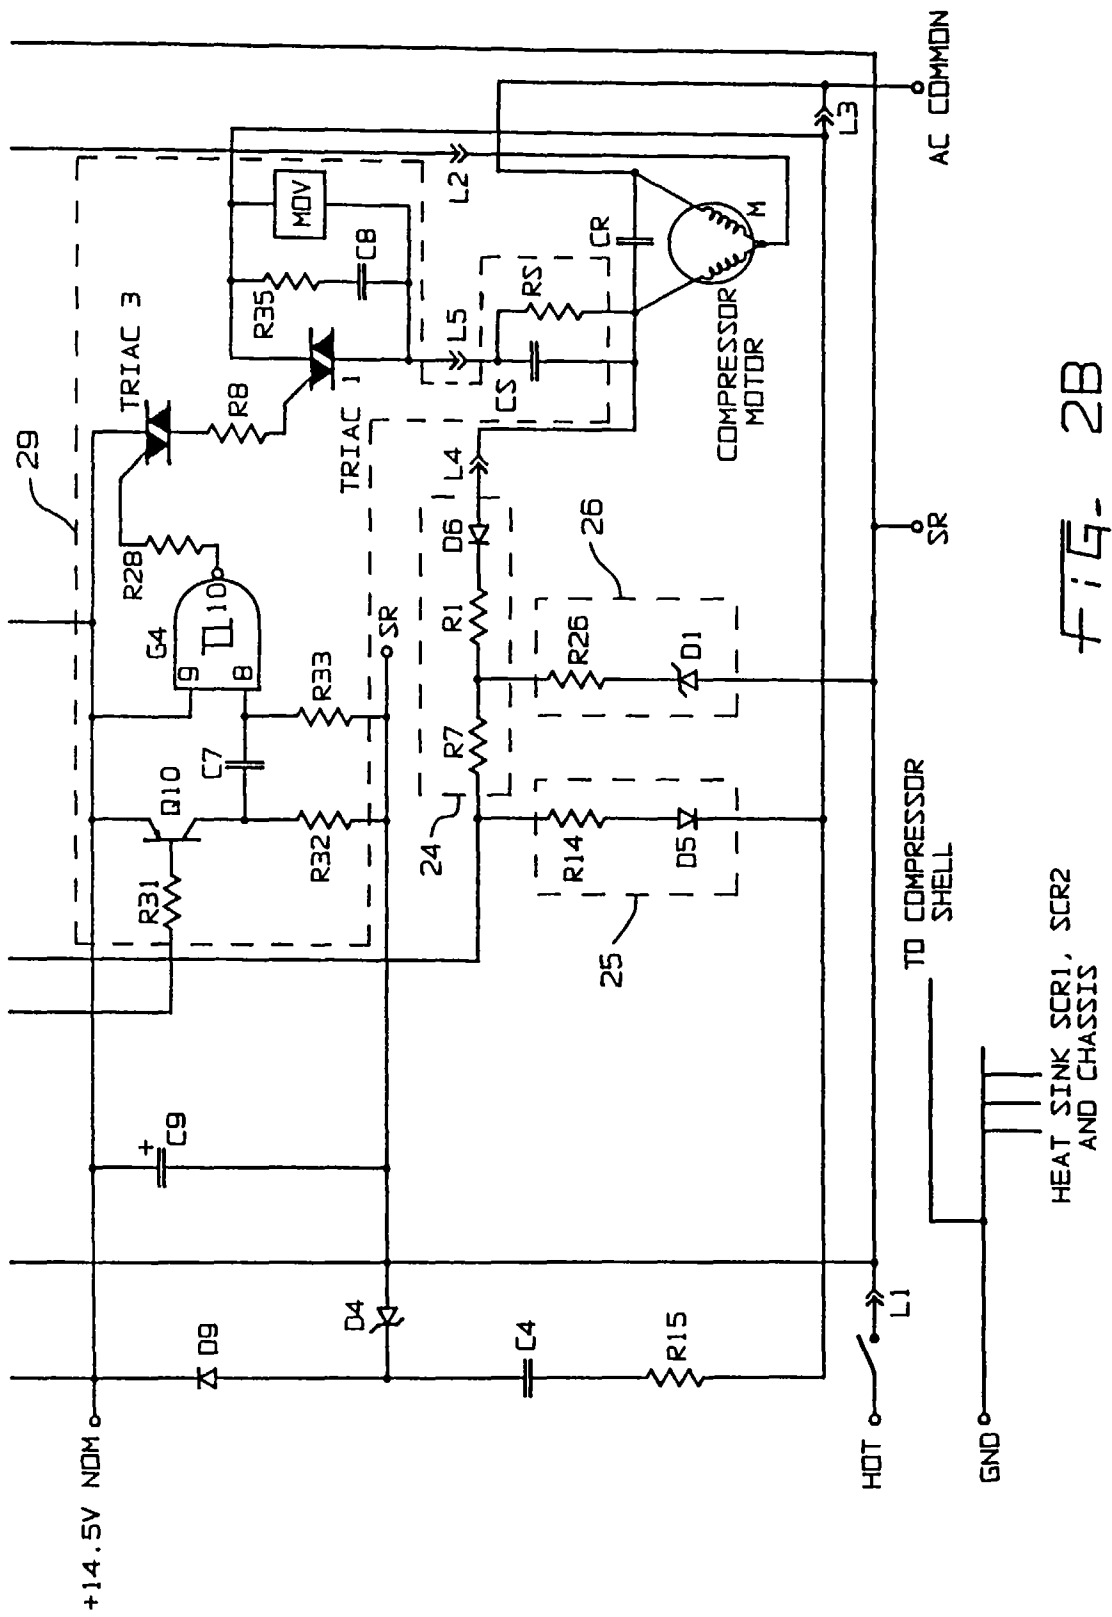 +14.5V NOM
D9
D4
C4
R15
HOT
L1
GND
+
C9
R31
Q10
R32
C7
R33
9
8
G4
10
R28
29
TRIAC 3
R8
TRIAC 1
R35
C8
MOV
SR
24
R7
R1
D6
L4
L5
L2
CS
RS
CR
M
COMPRESSOR
MOTOR
25
R14
D5
26
R26
D1
L3
AC COMMON
SR
TO COMPRESSOR
SHELL
HEAT SINK SCR1, SCR2
AND CHASSIS
FiG- 2B